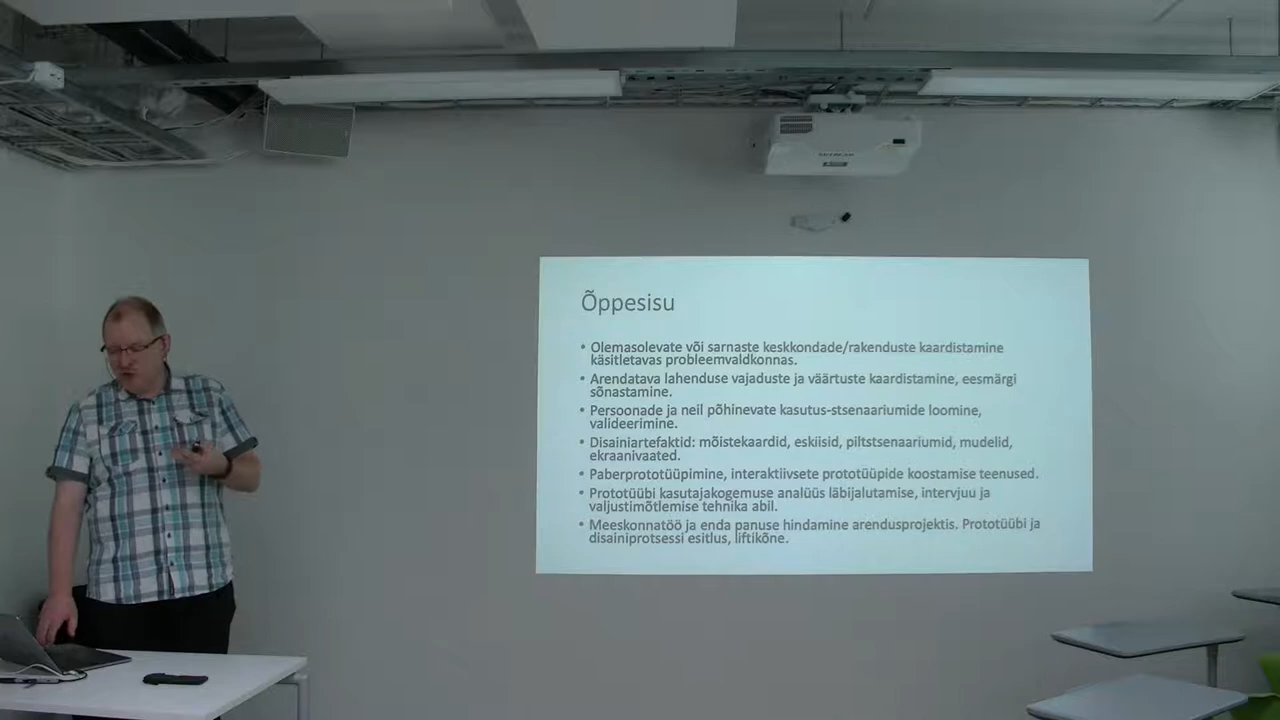 Õppesisu
• Olemasolevate või sarnaste keskkondade/rakenduste kaardistamine
käsitletavas probleemvaldkonnas.
• Arendatava lahenduse vajaduste ja väärtuste kaardistamine, eesmärgi
sõnastamine.
• Persoonade ja neil põhinevate kasutus-stsenaariumide loomine,
valideerimine.
• Disainiartefaktid: mõistekaardid, eskiisid, piltstsenaariumid, mudelid,
ekraanivaated.
• Paberprototüüpimine, interaktiivsete prototüüpide koostamise teenused.
• Prototüübi kasutajakogemuse analüüs läbijalutamise, intervjuu ja
valjustimõtlemise tehnika abil.
• Meeskonnatöö ja enda panuse hindamine arendusprojektis. Prototüübi ja
disainiprotsessi esitlus, liftikõne.